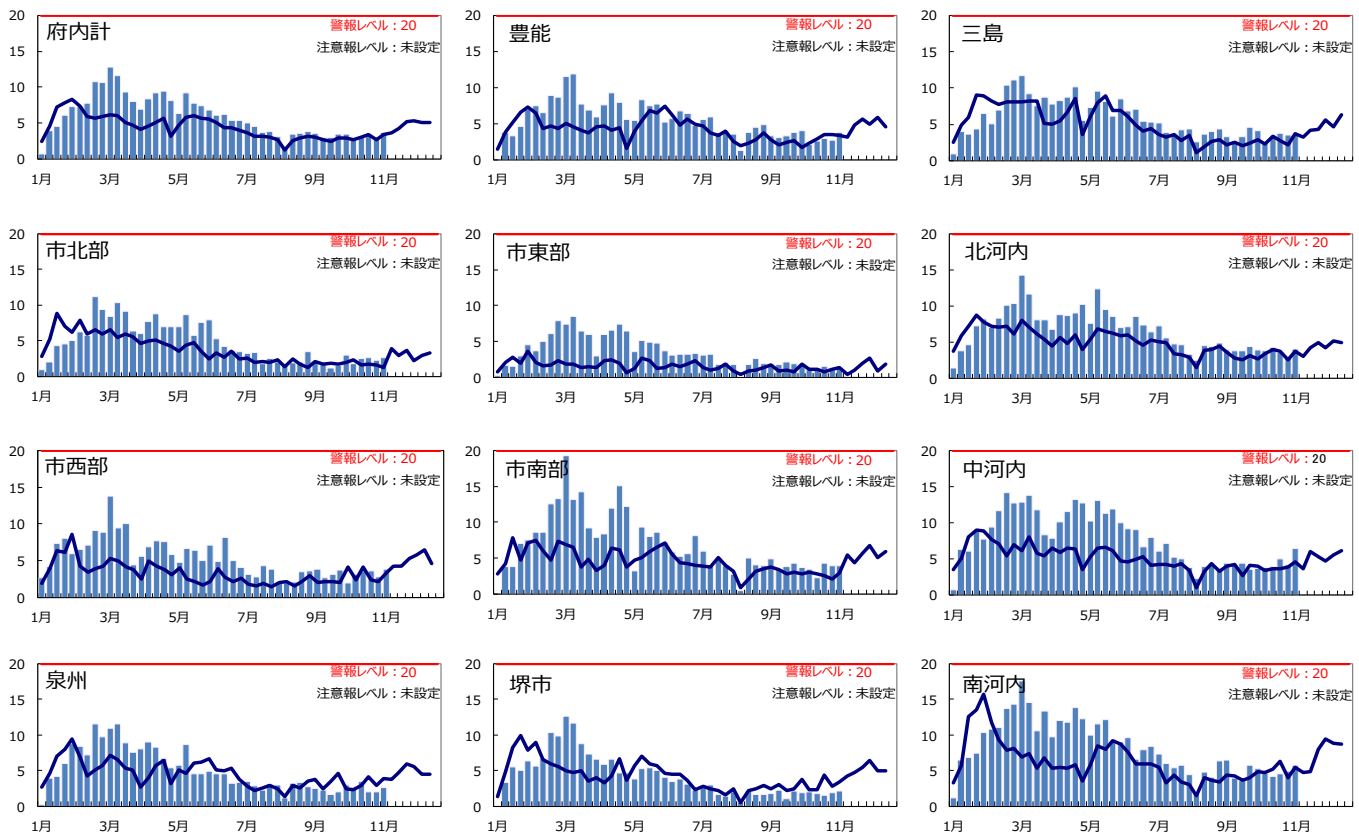 府内計
警報レベル：20
注意報レベル：未設定
20
15
10
5
0
1月 3月 5月 7月 9月 11月
豊能
警報レベル：20
注意報レベル：未設定
20
15
10
5
0
1月 3月 5月 7月 9月 11月
三島
警報レベル：20
注意報レベル：未設定
20
15
10
5
0
1月 3月 5月 7月 9月 11月
市北部
警報レベル：20
注意報レベル：未設定
20
15
10
5
0
1月 3月 5月 7月 9月 11月
市東部
警報レベル：20
注意報レベル：未設定
20
15
10
5
0
1月 3月 5月 7月 9月 11月
北河内
警報レベル：20
注意報レベル：未設定
20
15
10
5
0
1月 3月 5月 7月 9月 11月
市西部
警報レベル：20
注意報レベル：未設定
20
15
10
5
0
1月 3月 5月 7月 9月 11月
市南部
警報レベル：20
注意報レベル：未設定
20
15
10
5
0
1月 3月 5月 7月 9月 11月
中河内
警報レベル：20
注意報レベル：未設定
20
15
10
5
0
1月 3月 5月 7月 9月 11月
泉州
警報レベル：20
注意報レベル：未設定
20
15
10
5
0
1月 3月 5月 7月 9月 11月
堺市
警報レベル：20
注意報レベル：未設定
20
15
10
5
0
1月 3月 5月 7月 9月 11月
南河内
警報レベル：20
注意報レベル：未設定
20
15
10
5
0
1月 3月 5月 7月 9月 11月